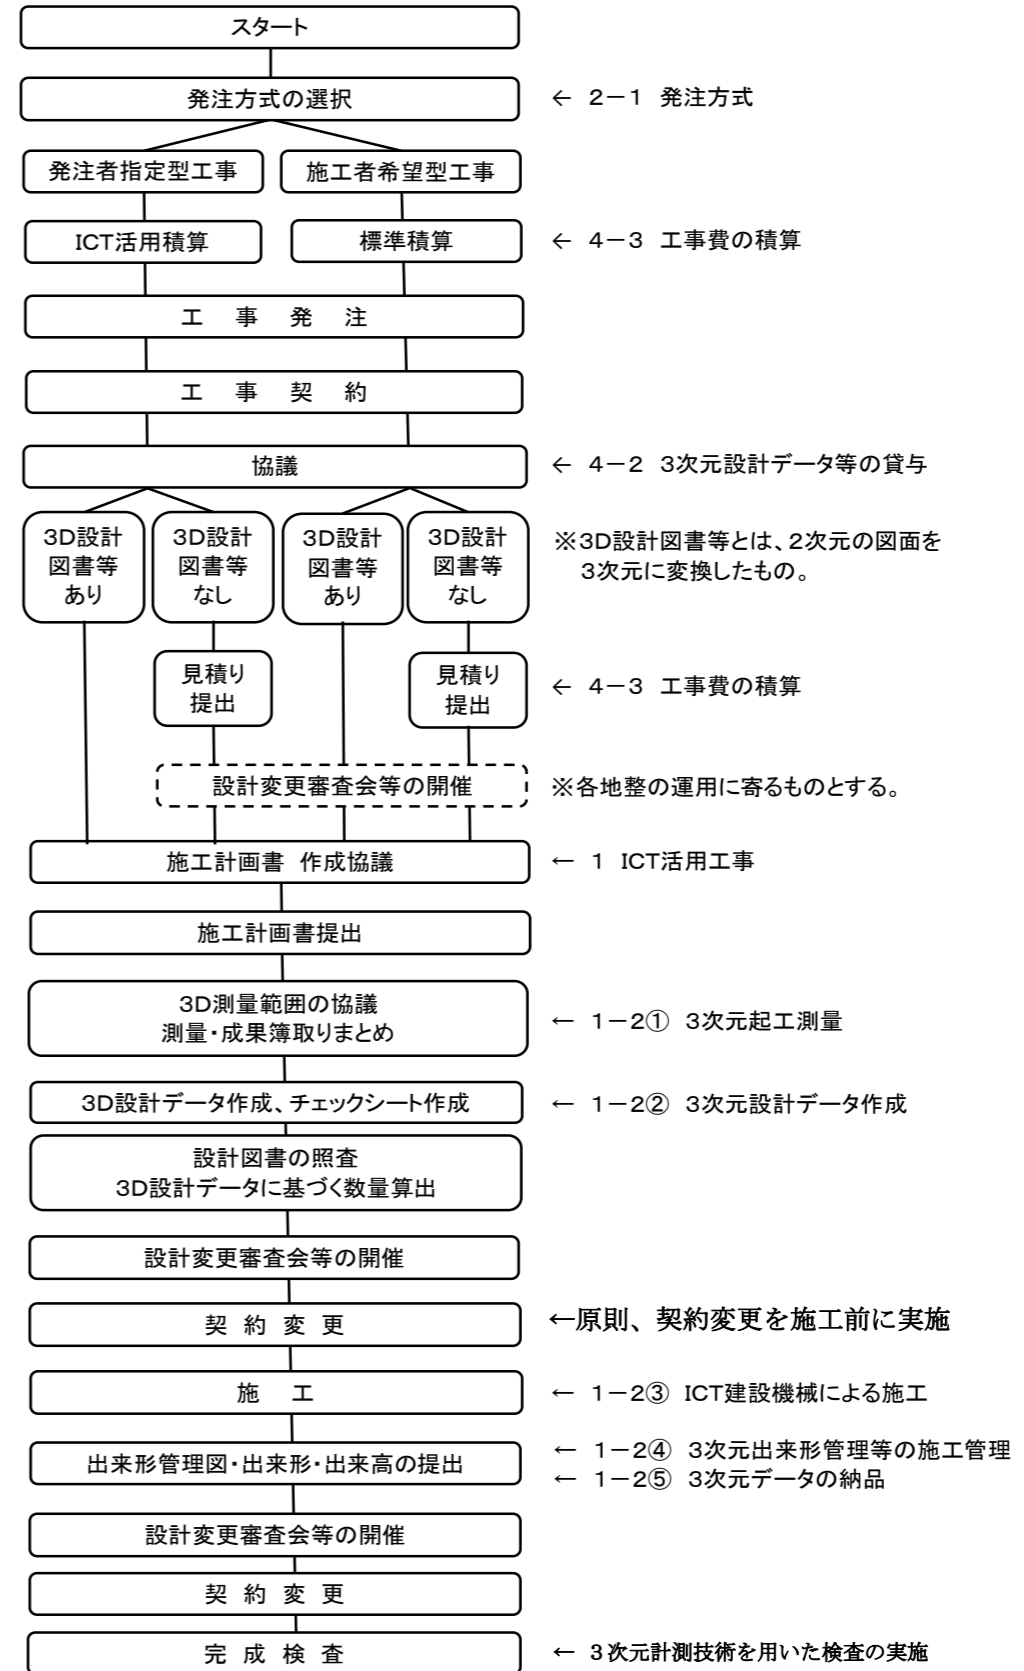 スタート
発注方式の選択
← 2－1 発注方式
発注者指定型工事
施工者希望型工事
ICT活用積算
標準積算
← 4－3 工事費の積算
工 事 発 注
工 事 契 約
協議
← 4－2 3次元設計データ等の貸与
3D設計
図書等
あり
3D設計
図書等
なし
3D設計
図書等
あり
3D設計
図書等
なし
※3D設計図書等とは、2次元の図面を
3次元に変換したもの。
見積り
提出
見積り
提出
← 4－3 工事費の積算
設計変更審査会等の開催
※各地整の運用に寄るものとする。
施工計画書 作成協議
← 1 ICT活用工事
施工計画書提出
3D測量範囲の協議
測量・成果簿取りまとめ
← 1－2① 3次元起工測量
3D設計データ作成、チェックシート作成
← 1－2② 3次元設計データ作成
設計図書の照査
3D設計データに基づく数量算出
設計変更審査会等の開催
契 約 変 更
←原則、契約変更を施工前に実施
施 工
← 1－2③ ICT建設機械による施工
出来形管理図・出来形・出来高の提出
← 1－2④ 3次元出来形管理等の施工管理
← 1－2⑤ 3次元データの納品
設計変更審査会等の開催
契 約 変 更
完 成 検 査
← 3次元計測技術を用いた検査の実施